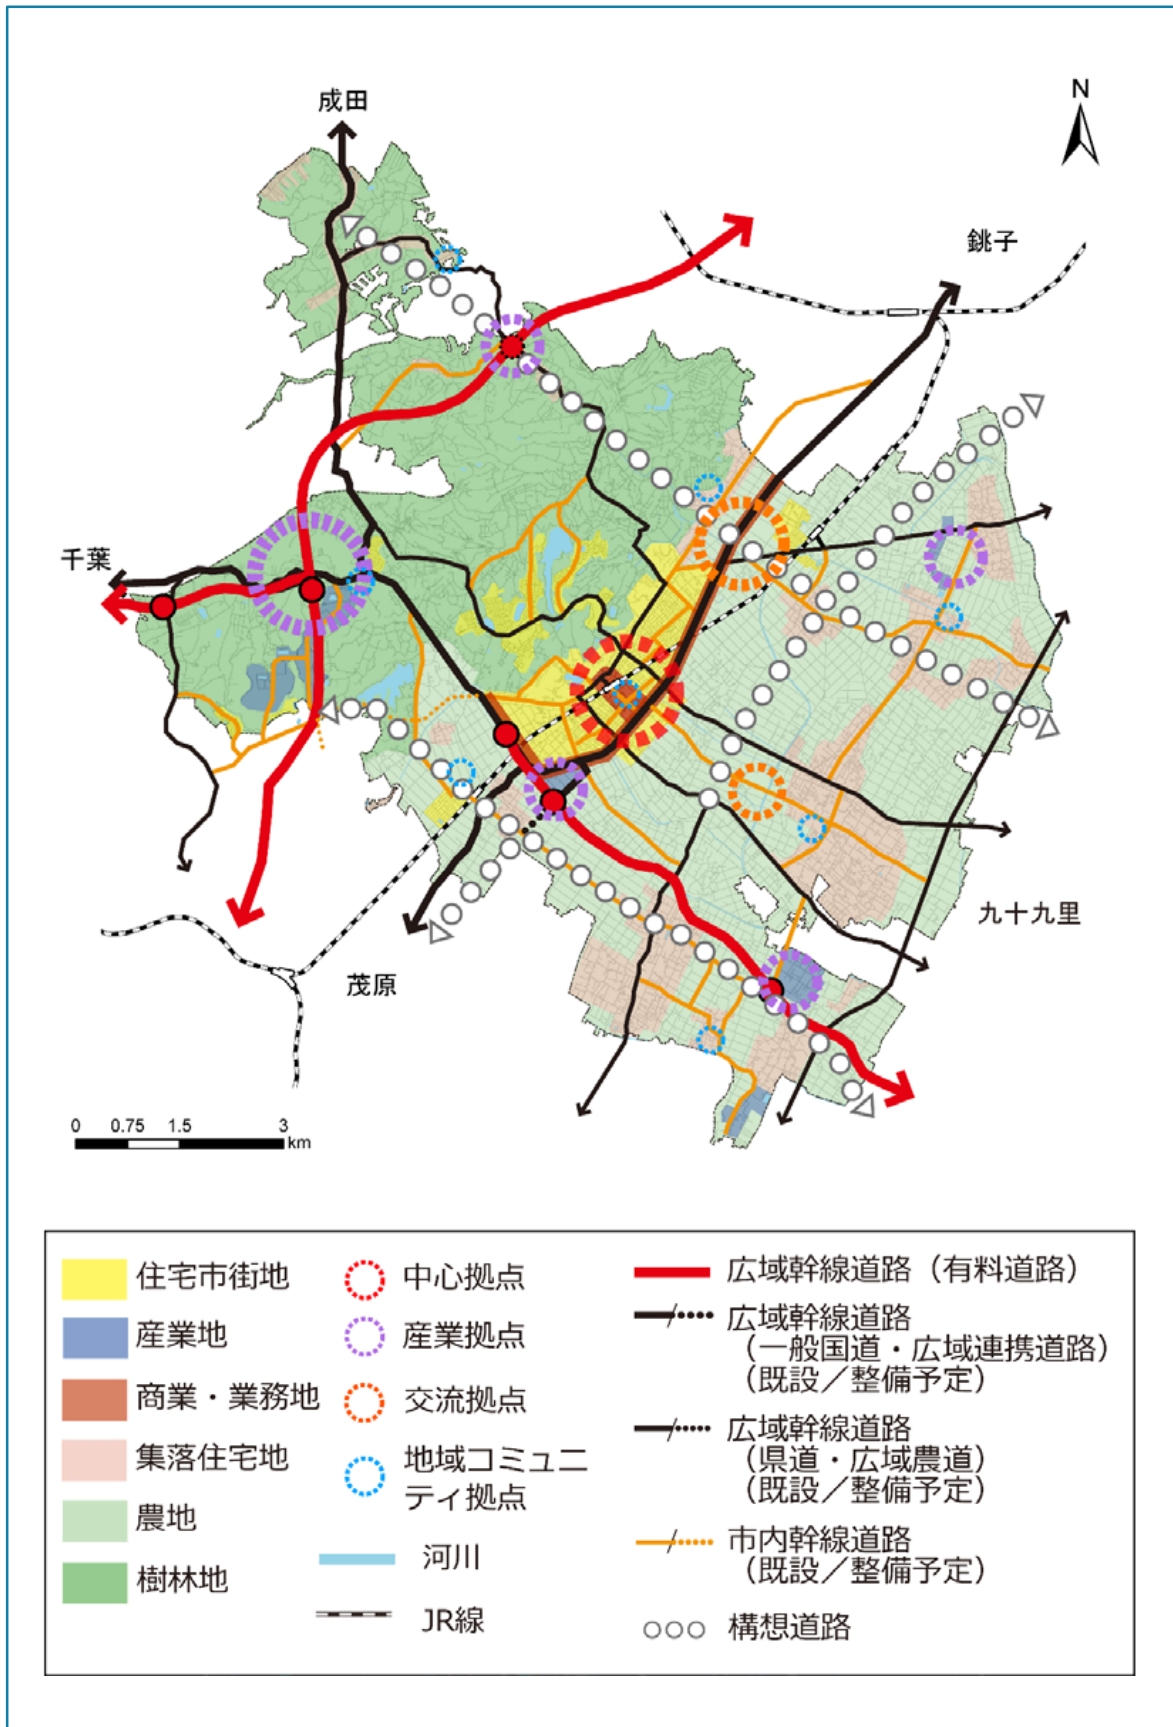 成田
N
銚子
千葉
九十九里
茂原
0 0.75 1.5 3
km
住宅市街地
産業地
商業・業務地
集落住宅地
農地
樹林地
中心拠点
産業拠点
交流拠点
地域コミュニ
ティ拠点
河川
JR線
広域幹線道路（有料道路）
広域幹線道路
（一般国道・広域連携道路）
（既設／整備予定）
広域幹線道路
（県道・広域農道）
（既設／整備予定）
市内幹線道路
（既設／整備予定）
構想道路